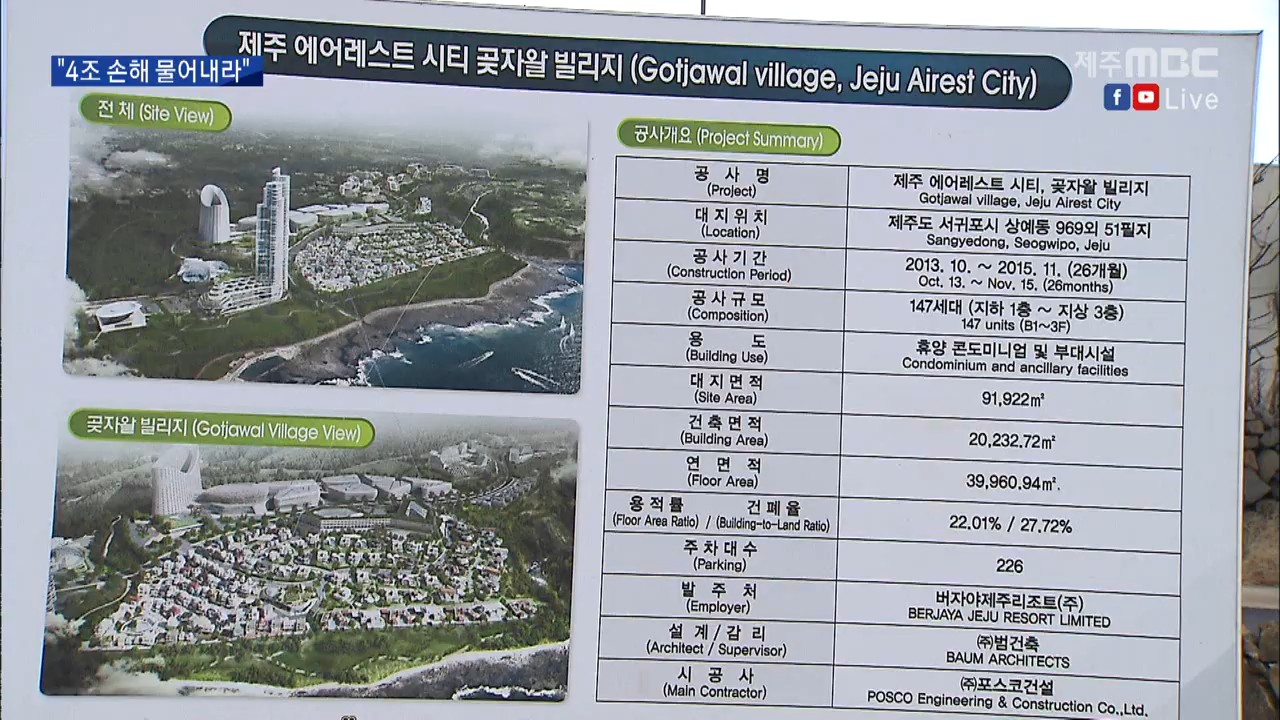 제주 에어레스트 시티 곶자왈 빌리지 (Gotjawal village, Jeju Airest City)
"4조 손해 물어내라"
제주MBC
Live
전 체 (Site View)
곶자왈 빌리지 (Gotjawal Village View)
공사개요 (Project Summary)
공 사 명 제주 에어레스트 시티, 곶자왈 빌리지
(Project) Gotjawal village, Jeju Airest City
대 지 위 치 제주도 서귀포시 상예동 969외 51필지
(Location) Sangyedong, Seogwipo, Jeju
공 사 기 간 2013. 10. ~ 2015. 11. (26개월)
(Construction Period) Oct. 13. ~ Nov. 15. (26months)
공 사 규 모 147세대 (지하 1층 ~ 지상 3층)
(Composition) 147 units (B1~3F)
용 도 휴양 콘도미니엄 및 부대시설
(Building Use) Condominium and ancillary facilities
대 지 면 적 91,922㎡
(Site Area)
건 축 면 적 20,232.72㎡
(Building Area)
연 면 적 39,960.94㎡.
(Floor Area)
용 적 률 건 폐 율 22.01% / 27.72%
(Floor Area Ratio) / (Building-to-Land Ratio)
주 차 대 수 226
(Parking)
발 주 처 버자야제주리조트(주)
(Employer) BERJAYA JEJU RESORT LIMITED
설 계 / 감 리 ㈜범건축
(Architect / Supervisor) BAUM ARCHITECTS
시 공 사 ㈜포스코건설
(Main Contractor) POSCO Engineering & Construction Co.,Ltd.